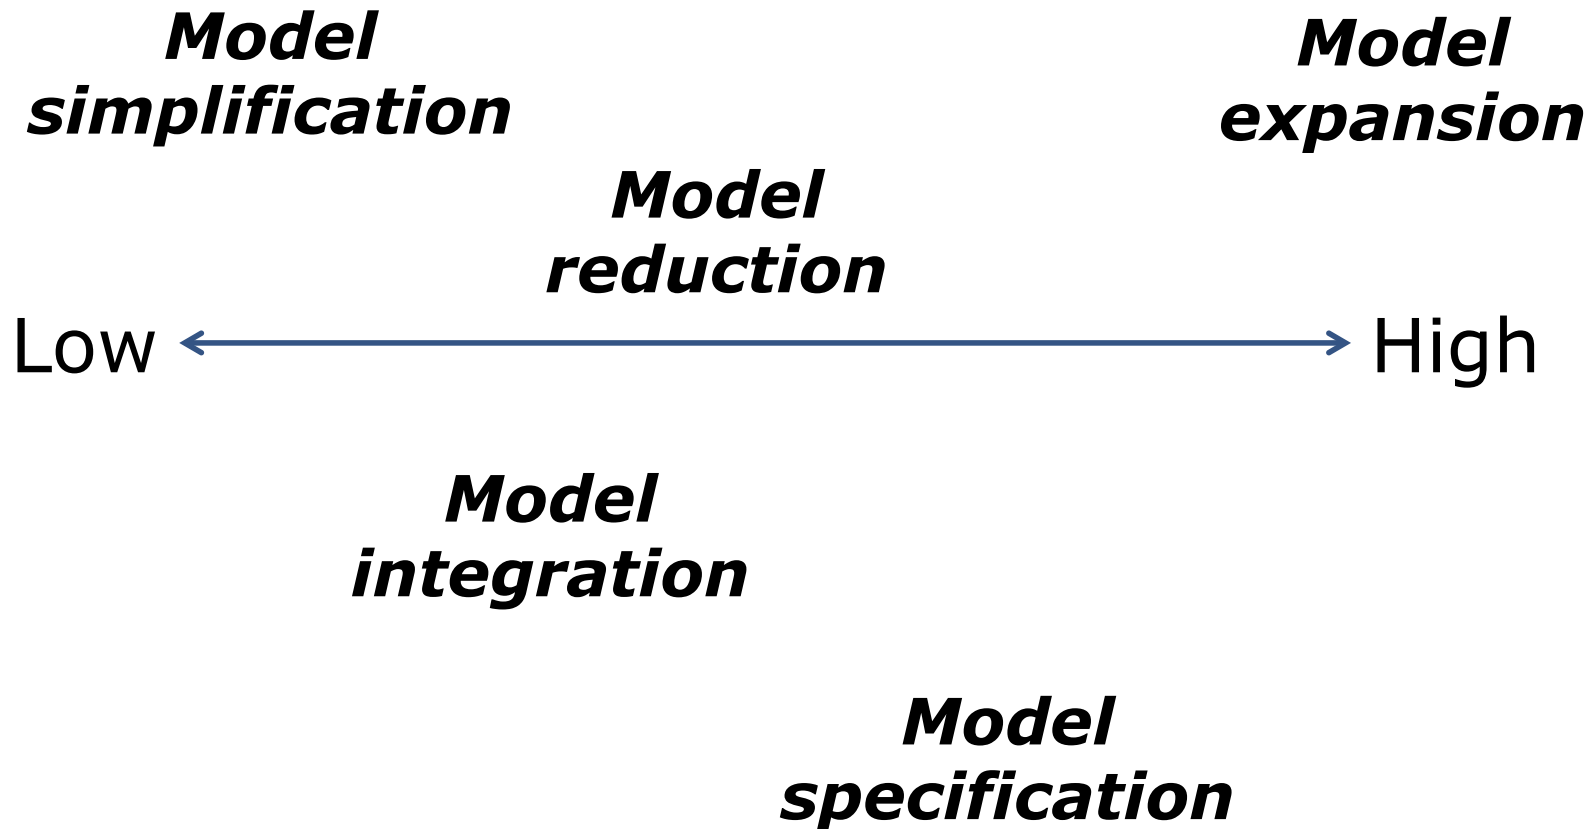 Model
simplification
Model
expansion
Model
reduction
Low
High
Model
integration
Model
specification